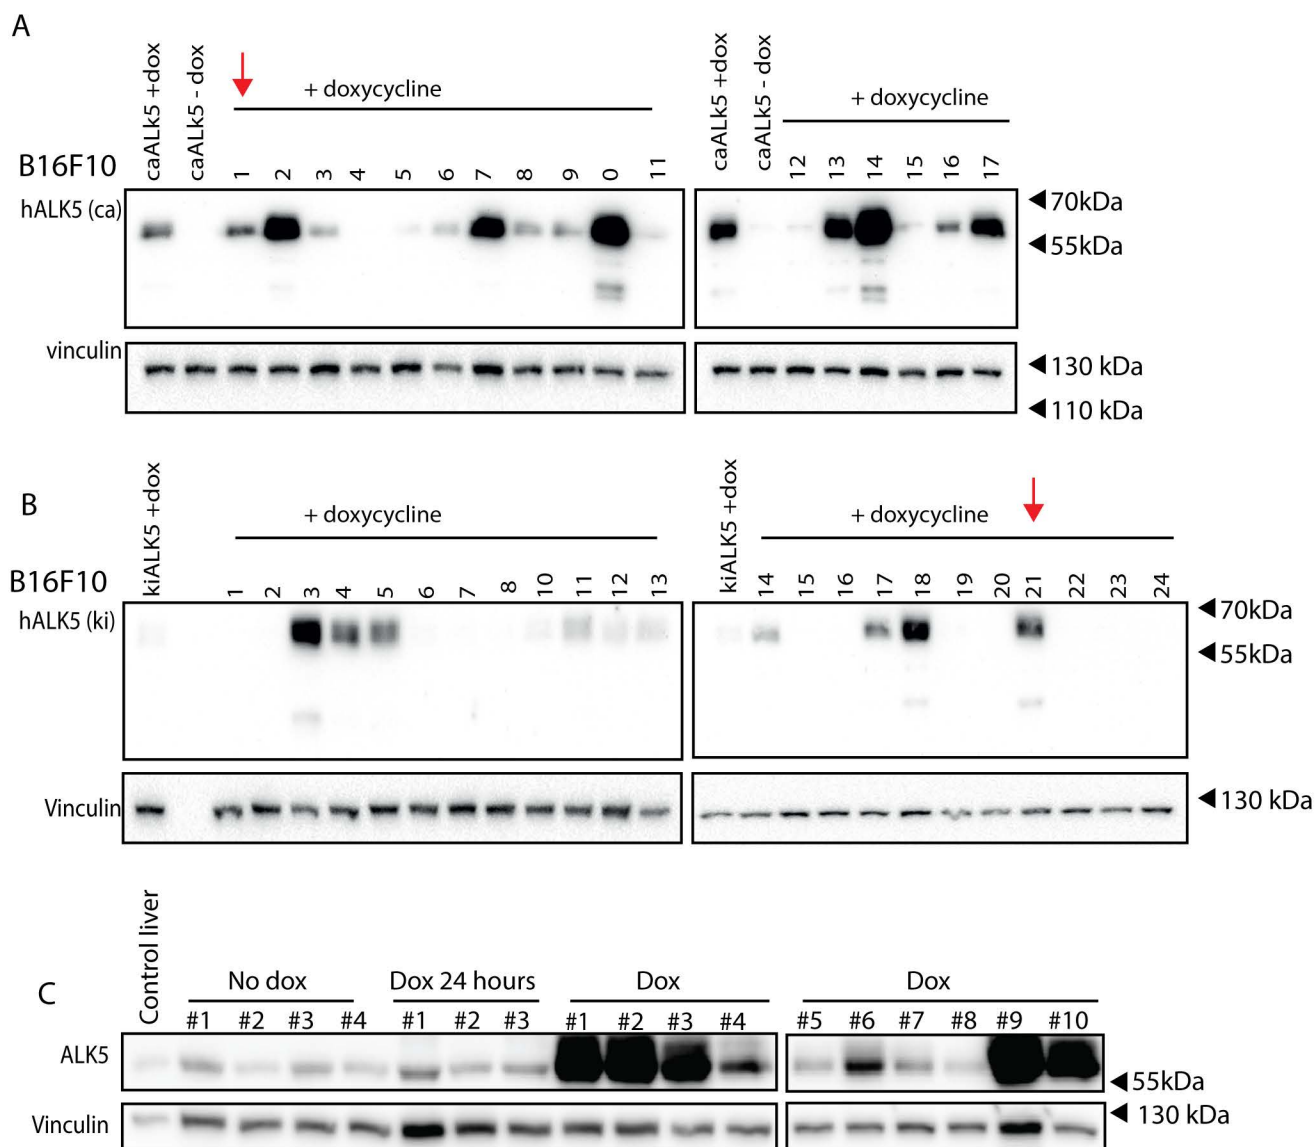 A
caALk5 +dox
caALk5 - dox
+ doxycycline
caALk5 +dox
caALk5 - dox
+ doxycycline
B16F10
1 2 3 4 5 6 7 8 9 0 11
12 13 14 15 16 17
hALK5 (ca)
70kDa
55kDa
vinculin
130 kDa
110 kDa
B
kiALK5 +dox
+ doxycycline
kiALK5 +dox
+ doxycycline
B16F10
1 2 3 4 5 6 7 8 10 11 12 13
14 15 16 17 18 19 20 21 22 23 24
hALK5 (ki)
70kDa
55kDa
Vinculin
130 kDa
C
Control liver
No dox
Dox 24 hours
Dox
Dox
#1 #2 #3 #4 #1 #2 #3 #1 #2 #3 #4
#5 #6 #7 #8 #9 #10
ALK5
55kDa
Vinculin
130 kDa